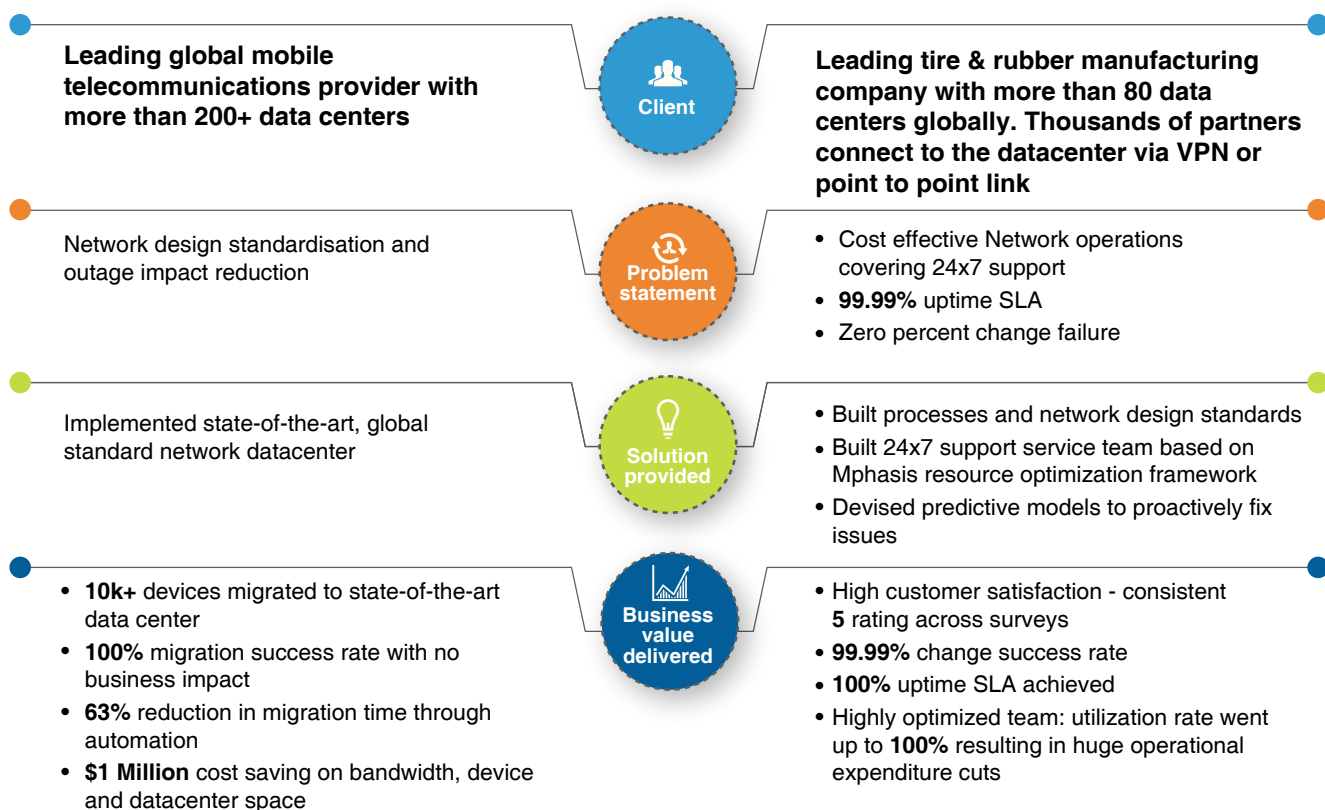 Leading global mobile
telecommunications provider with
more than 200+ data centers
Client
Leading tire & rubber manufacturing
company with more than 80 data
centers globally. Thousands of partners
connect to the datacenter via VPN or
point to point link
Network design standardisation and
outage impact reduction
Problem
statement
• Cost effective Network operations
covering 24x7 support
• 99.99% uptime SLA
• Zero percent change failure
Implemented state-of-the-art, global
standard network datacenter
Solution
provided
• Built processes and network design standards
• Built 24x7 support service team based on
Mphasis resource optimization framework
• Devised predictive models to proactively fix
issues
• 10k+ devices migrated to state-of-the-art
data center
• 100% migration success rate with no
business impact
• 63% reduction in migration time through
automation
• $1 Million cost saving on bandwidth, device
and datacenter space
Business
value
delivered
• High customer satisfaction - consistent
5 rating across surveys
• 99.99% change success rate
• 100% uptime SLA achieved
• Highly optimized team: utilization rate went
up to 100% resulting in huge operational
expenditure cuts